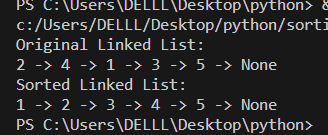 PS C:\Users\DELLL\Desktop\python> &
c:/Users/DELLL/Desktop/python/sorti
Original Linked List:
2 -> 4 -> 1 -> 3 -> 5 -> None
Sorted Linked List:
1 -> 2 -> 3 -> 4 -> 5 -> None
PS C:\Users\DELLL\Desktop\python>